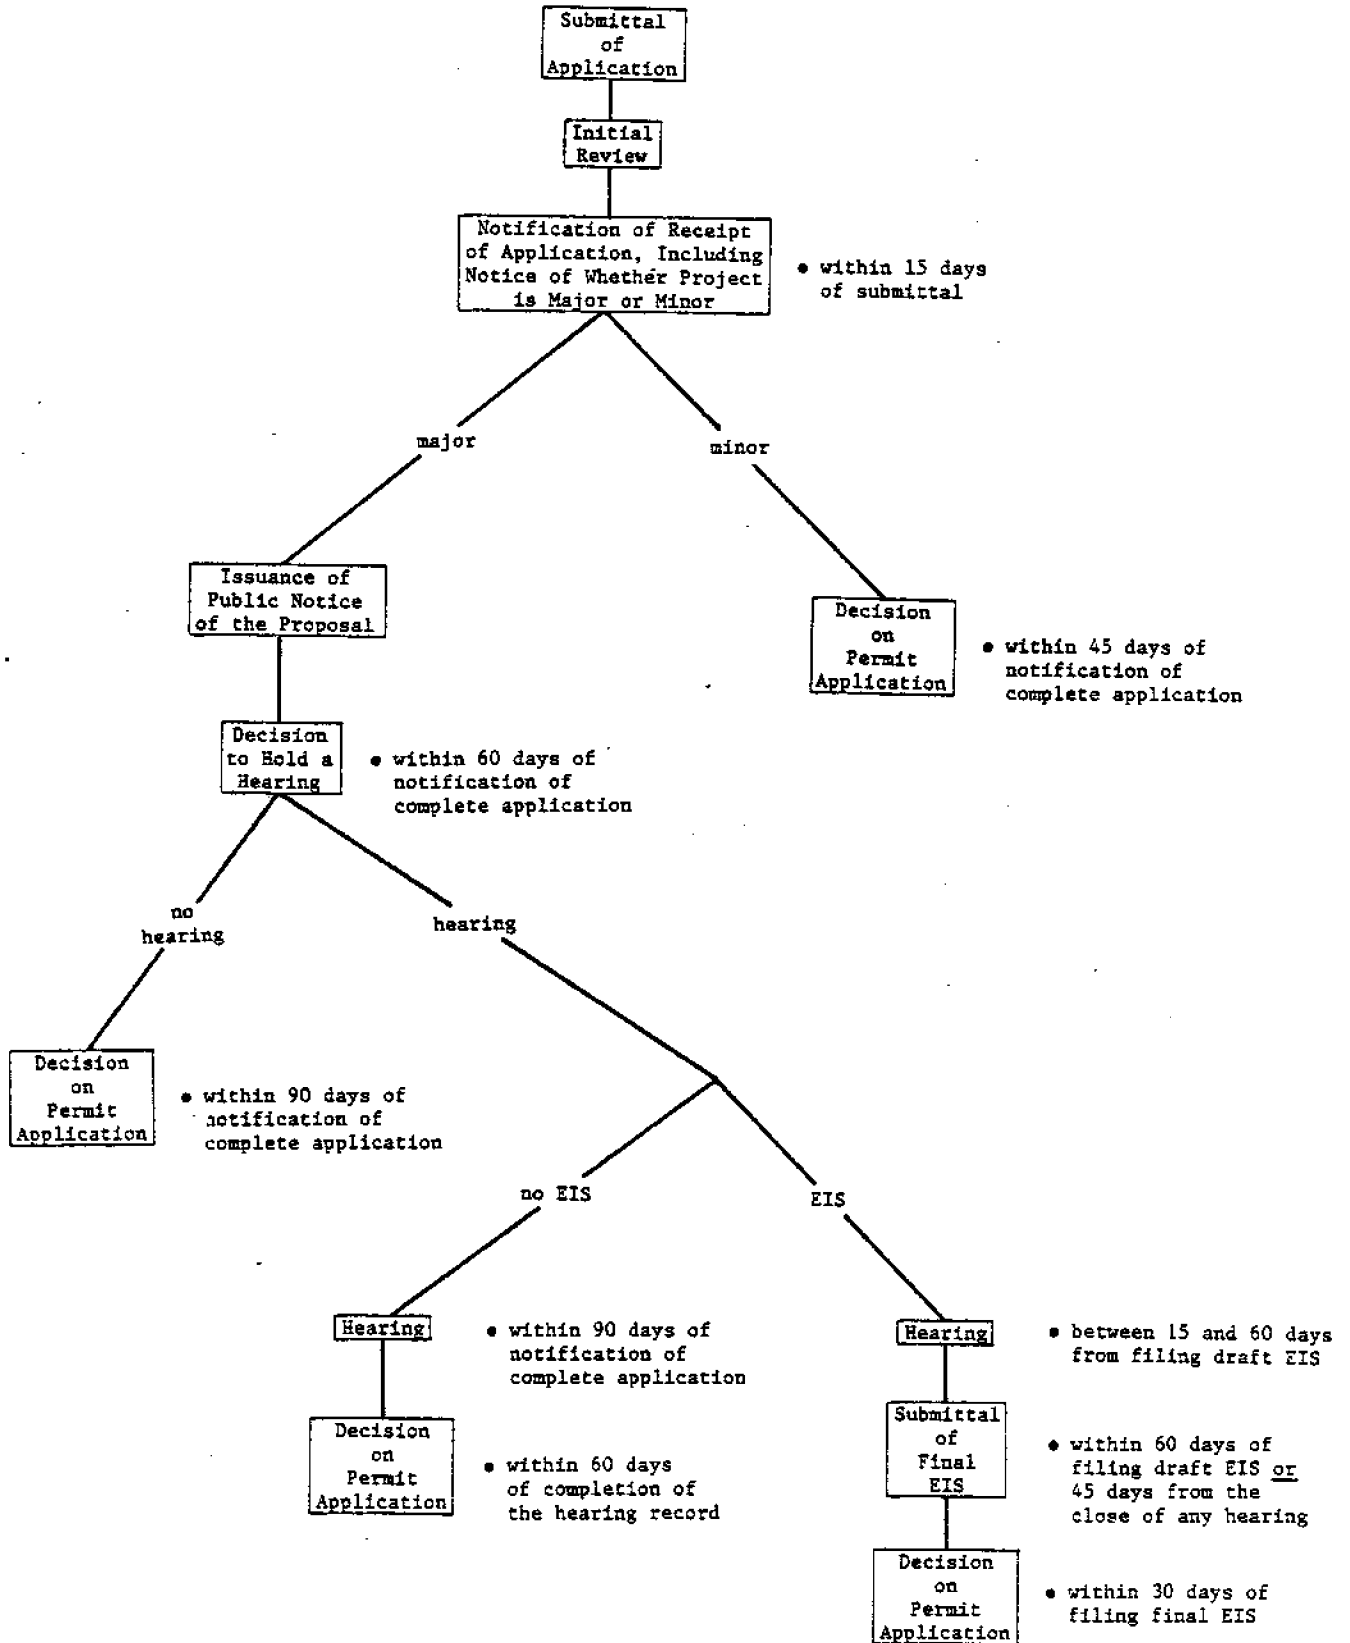 Submittal
of
Application
Initial
Review
Notification of Receipt
of Application, Including
Notice of Whether Project
is Major or Minor
• within 15 days
of submittal
major
minor
Issuance of
Public Notice
of the Proposal
Decision
on
Permit
Application
• within 45 days of
notification of
complete application
Decision
to Hold a
Hearing
• within 60 days of
notification of
complete application
no
hearing
hearing
Decision
on
Permit
Application
• within 90 days of
notification of
complete application
no EIS
EIS
Hearing
• within 90 days of
notification of
complete application
Decision
on
Permit
Application
• within 60 days
of completion of
the hearing record
Hearing
• between 15 and 60 days
from filing draft EIS
Submittal
of
Final
EIS
• within 60 days of
filing draft EIS or
45 days from the
close of any hearing
Decision
on
Permit
Application
• within 30 days of
filing final EIS